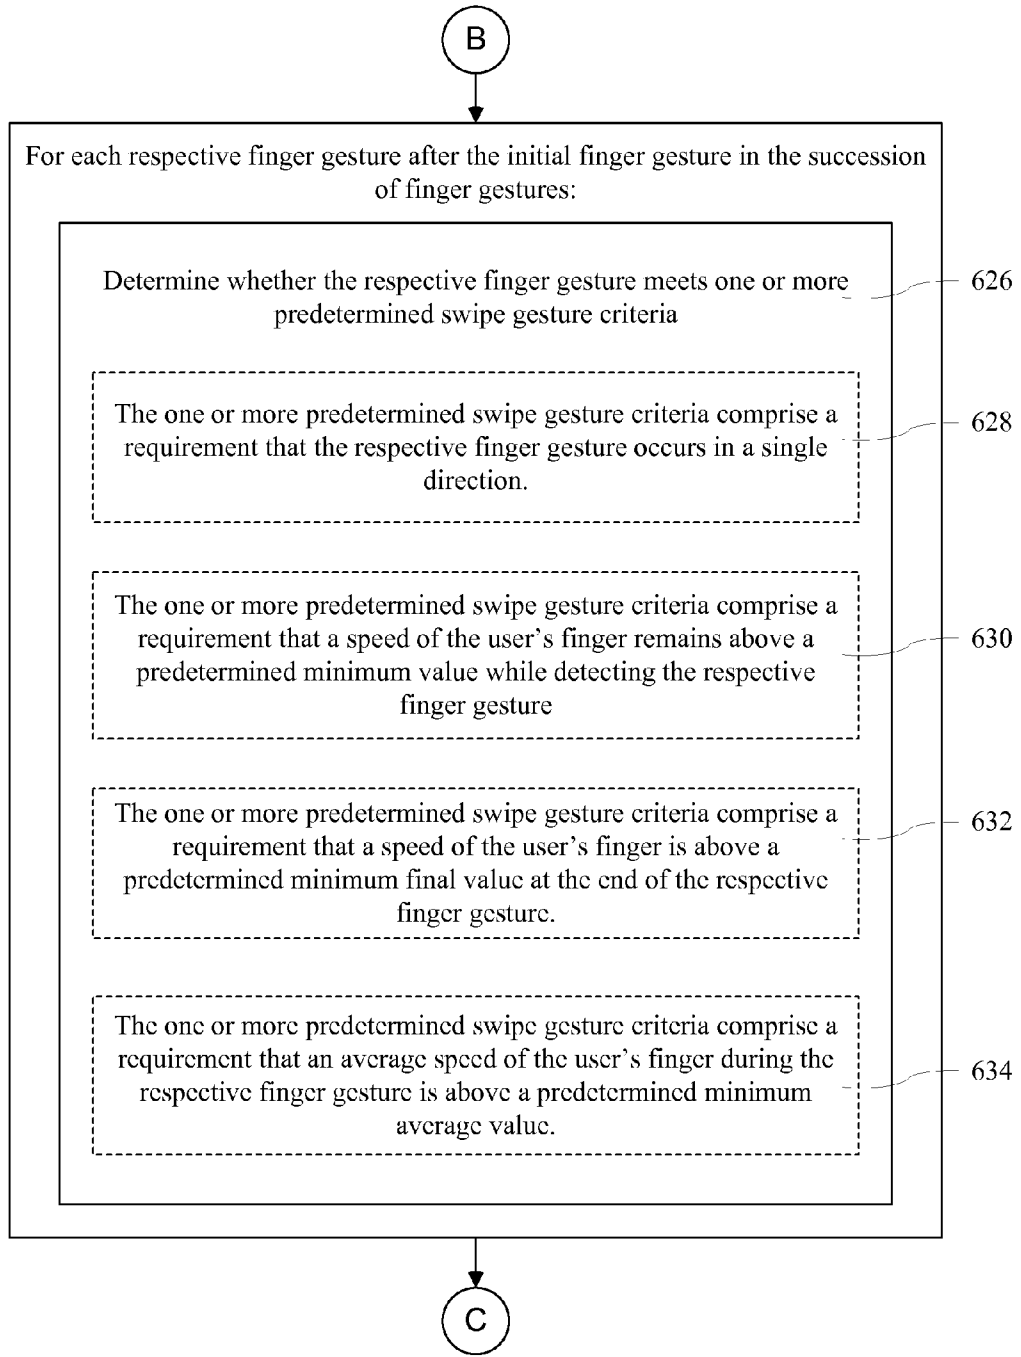 B
For each respective finger gesture after the initial finger gesture in the succession
of finger gestures:
Determine whether the respective finger gesture meets one or more
predetermined swipe gesture criteria
626
The one or more predetermined swipe gesture criteria comprise a
requirement that the respective finger gesture occurs in a single
direction.
628
The one or more predetermined swipe gesture criteria comprise a
requirement that a speed of the user's finger remains above a
predetermined minimum value while detecting the respective
finger gesture
630
The one or more predetermined swipe gesture criteria comprise a
requirement that a speed of the user's finger is above a
predetermined minimum final value at the end of the respective
finger gesture.
632
The one or more predetermined swipe gesture criteria comprise a
requirement that an average speed of the user's finger during the
respective finger gesture is above a predetermined minimum
average value.
634
C